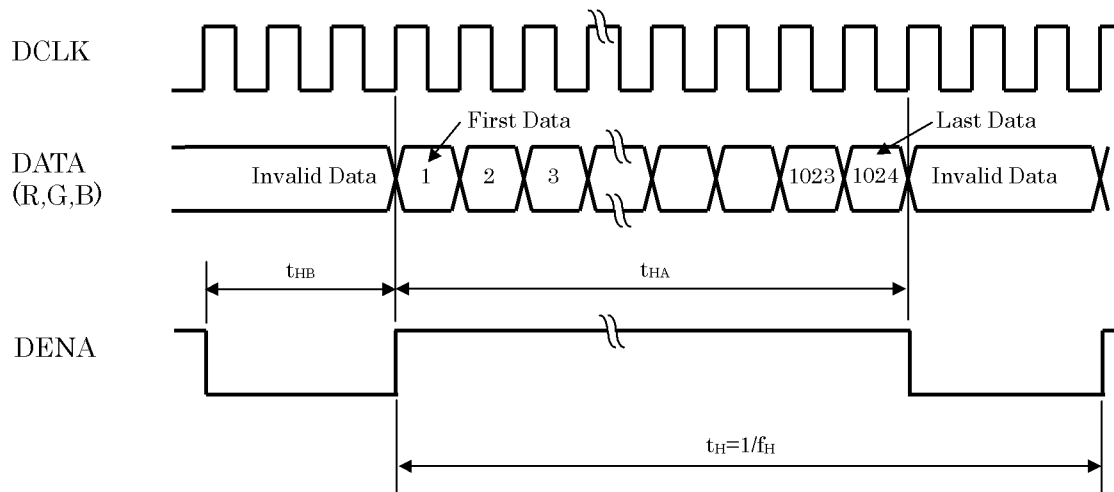 DCLK
First Data
Last Data
DATA
(R,G,B)
Invalid Data
1
2
3
1023
1024
Invalid Data
tHB
tHA
DENA
tH=1/fH